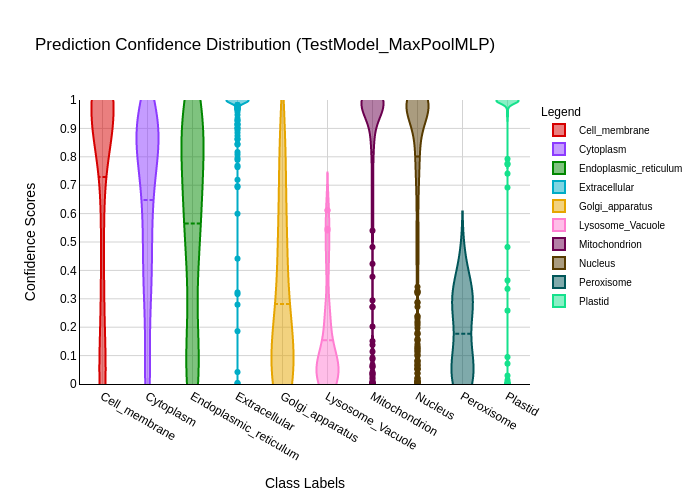 Prediction Confidence Distribution (TestModel_MaxPoolMLP)
Legend
Cell_membrane
Cytoplasm
Endoplasmic_reticulum
Extracellular
Golgi_apparatus
Lysosome_Vacuole
Mitochondrion
Nucleus
Peroxisome
Plastid
Confidence Scores
1
0.9
0.8
0.7
0.6
0.5
0.4
0.3
0.2
0.1
0
Cell_membrane
Cytoplasm
Endoplasmic_reticulum
Extracellular
Golgi_apparatus
Lysosome_Vacuole
Mitochondrion
Nucleus
Peroxisome
Plastid
Class Labels